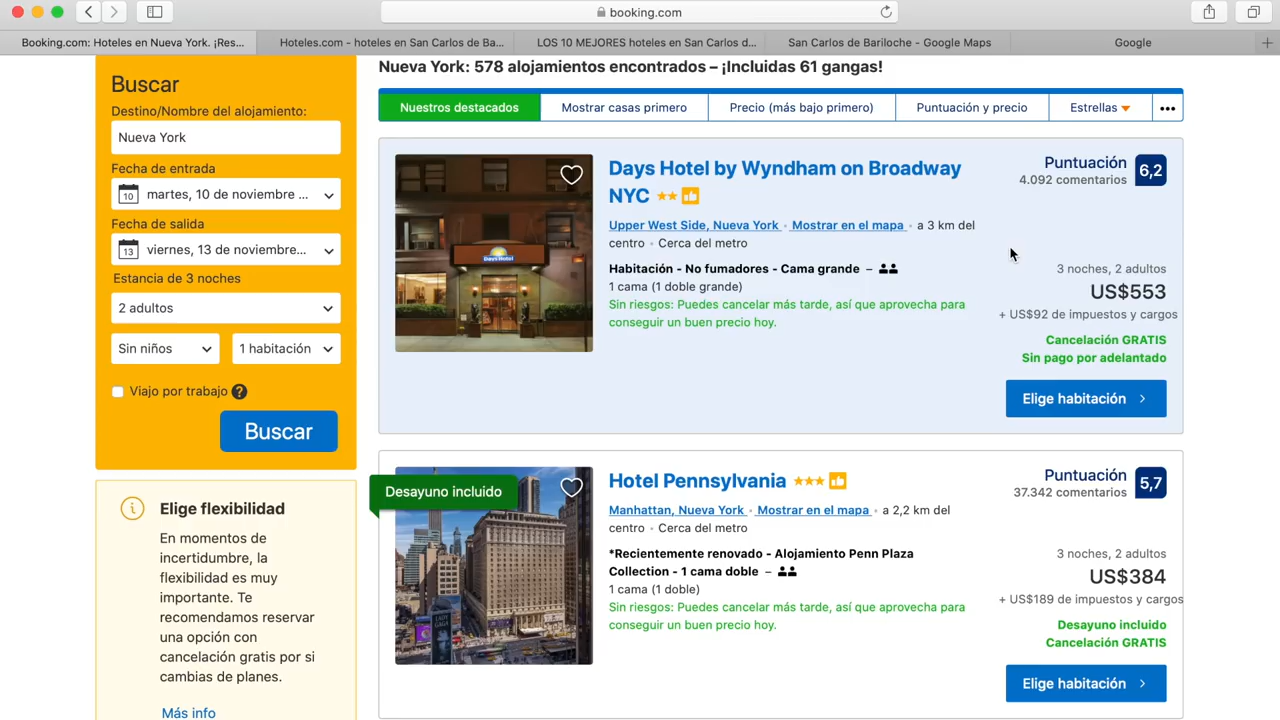 booking.com
Booking.com: Hoteles en Nueva York. ¡Res...
Hoteles.com - hoteles en San Carlos de Ba...
LOS 10 MEJORES hoteles en San Carlos d...
San Carlos de Bariloche - Google Maps
Google
Buscar
Destino/Nombre del alojamiento:
Nueva York
Fecha de entrada
10
martes, 10 de noviembre ...
Fecha de salida
13
viernes, 13 de noviembre...
Estancia de 3 noches
2 adultos
Sin niños
1 habitación
Viajo por trabajo ?
Buscar
Elige flexibilidad
En momentos de
incertidumbre, la
flexibilidad es muy
importante. Te
recomendamos reservar
una opción con
cancelación gratis por si
cambias de planes.
Más info
Nueva York: 578 alojamientos encontrados – ¡Incluidas 61 gangas!
Nuestros destacados
Mostrar casas primero
Precio (más bajo primero)
Puntuación y precio
Estrellas
•••
Days Hotel by Wyndham on Broadway
NYC
Upper West Side, Nueva York · Mostrar en el mapa · a 3 km del
centro · Cerca del metro
Habitación - No fumadores - Cama grande –
1 cama (1 doble grande)
Sin riesgos: Puedes cancelar más tarde, así que aprovecha para
conseguir un buen precio hoy.
Puntuación
4.092 comentarios
6,2
3 noches, 2 adultos
US$553
+ US$92 de impuestos y cargos
Cancelación GRATIS
Sin pago por adelantado
Elige habitación
Days Hotel
Desayuno incluido
LADY GAGA
Hotel Pennsylvania
Manhattan, Nueva York · Mostrar en el mapa · a 2,2 km del
centro · Cerca del metro
*Recientemente renovado - Alojamiento Penn Plaza
Collection - 1 cama doble –
1 cama (1 doble)
Sin riesgos: Puedes cancelar más tarde, así que aprovecha para
conseguir un buen precio hoy.
Puntuación
37.342 comentarios
5,7
3 noches, 2 adultos
US$384
+ US$189 de impuestos y cargos
Desayuno incluido
Cancelación GRATIS
Elige habitación